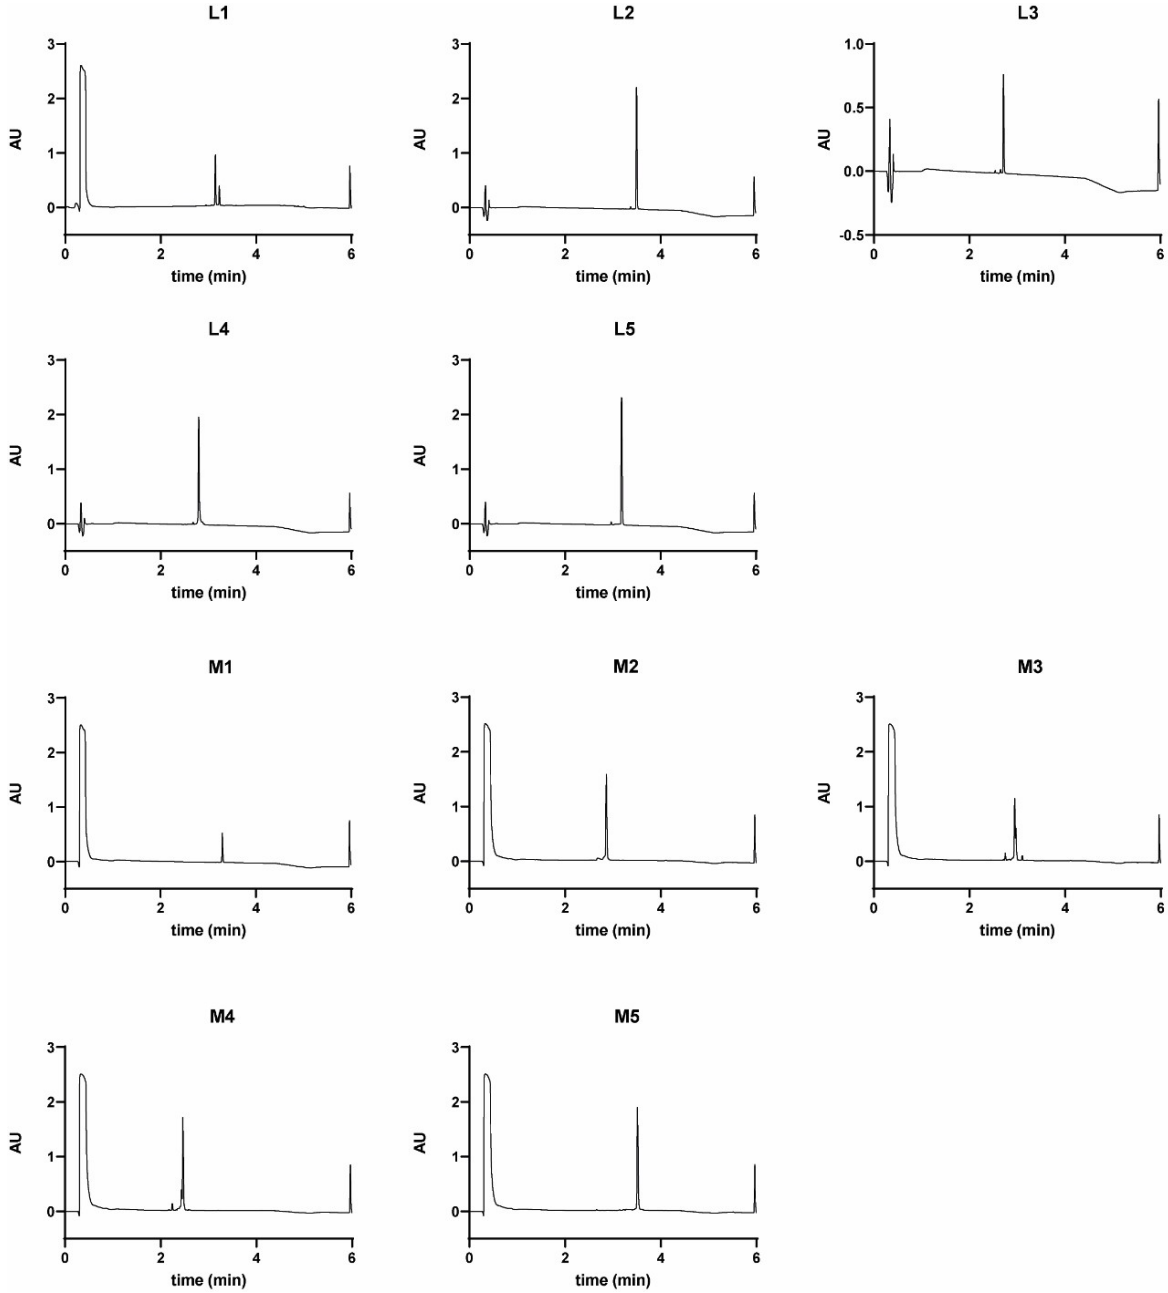 L1 L2 L3
3 3 1.0
2 2 0.5
AU AU AU
1 1 0.0
0 0 -0.5
0 2 4 6 0 2 4 6 0 2 4 6
time (min) time (min) time (min)
L4 L5
3 3
2 2
AU AU
1 1
0 0
0 2 4 6 0 2 4 6
time (min) time (min)
M1 M2 M3
3 3 3
2 2 2
AU AU AU
1 1 1
0 0 0
0 2 4 6 0 2 4 6 0 2 4 6
time (min) time (min) time (min)
M4 M5
3 3
2 2
AU AU
1 1
0 0
0 2 4 6 0 2 4 6
time (min) time (min)